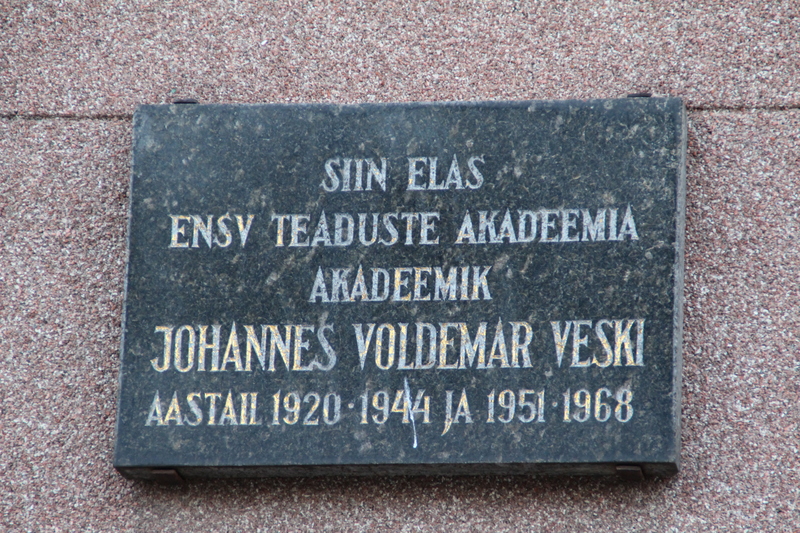 SIIN ELAS
ENSV TEADUSTE AKADEEMIA
AKADEEMIK
JOHANNES VOLDEMAR VESKI
AASTAIL 1920 · 1944 JA 1951 · 1968